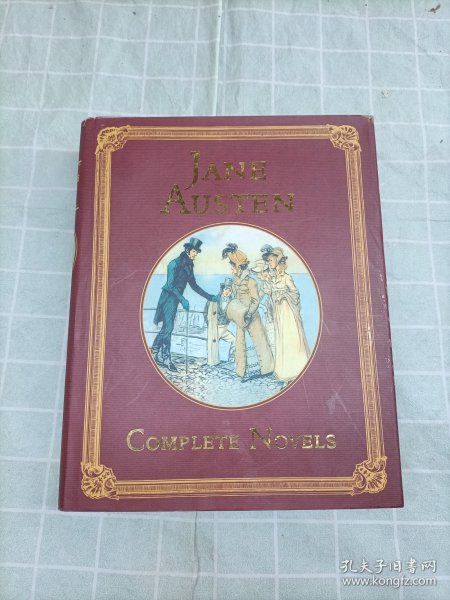 JANE
AUSTEN
COMPLETE NOVELS
孔夫子旧书网
www.kongfz.com